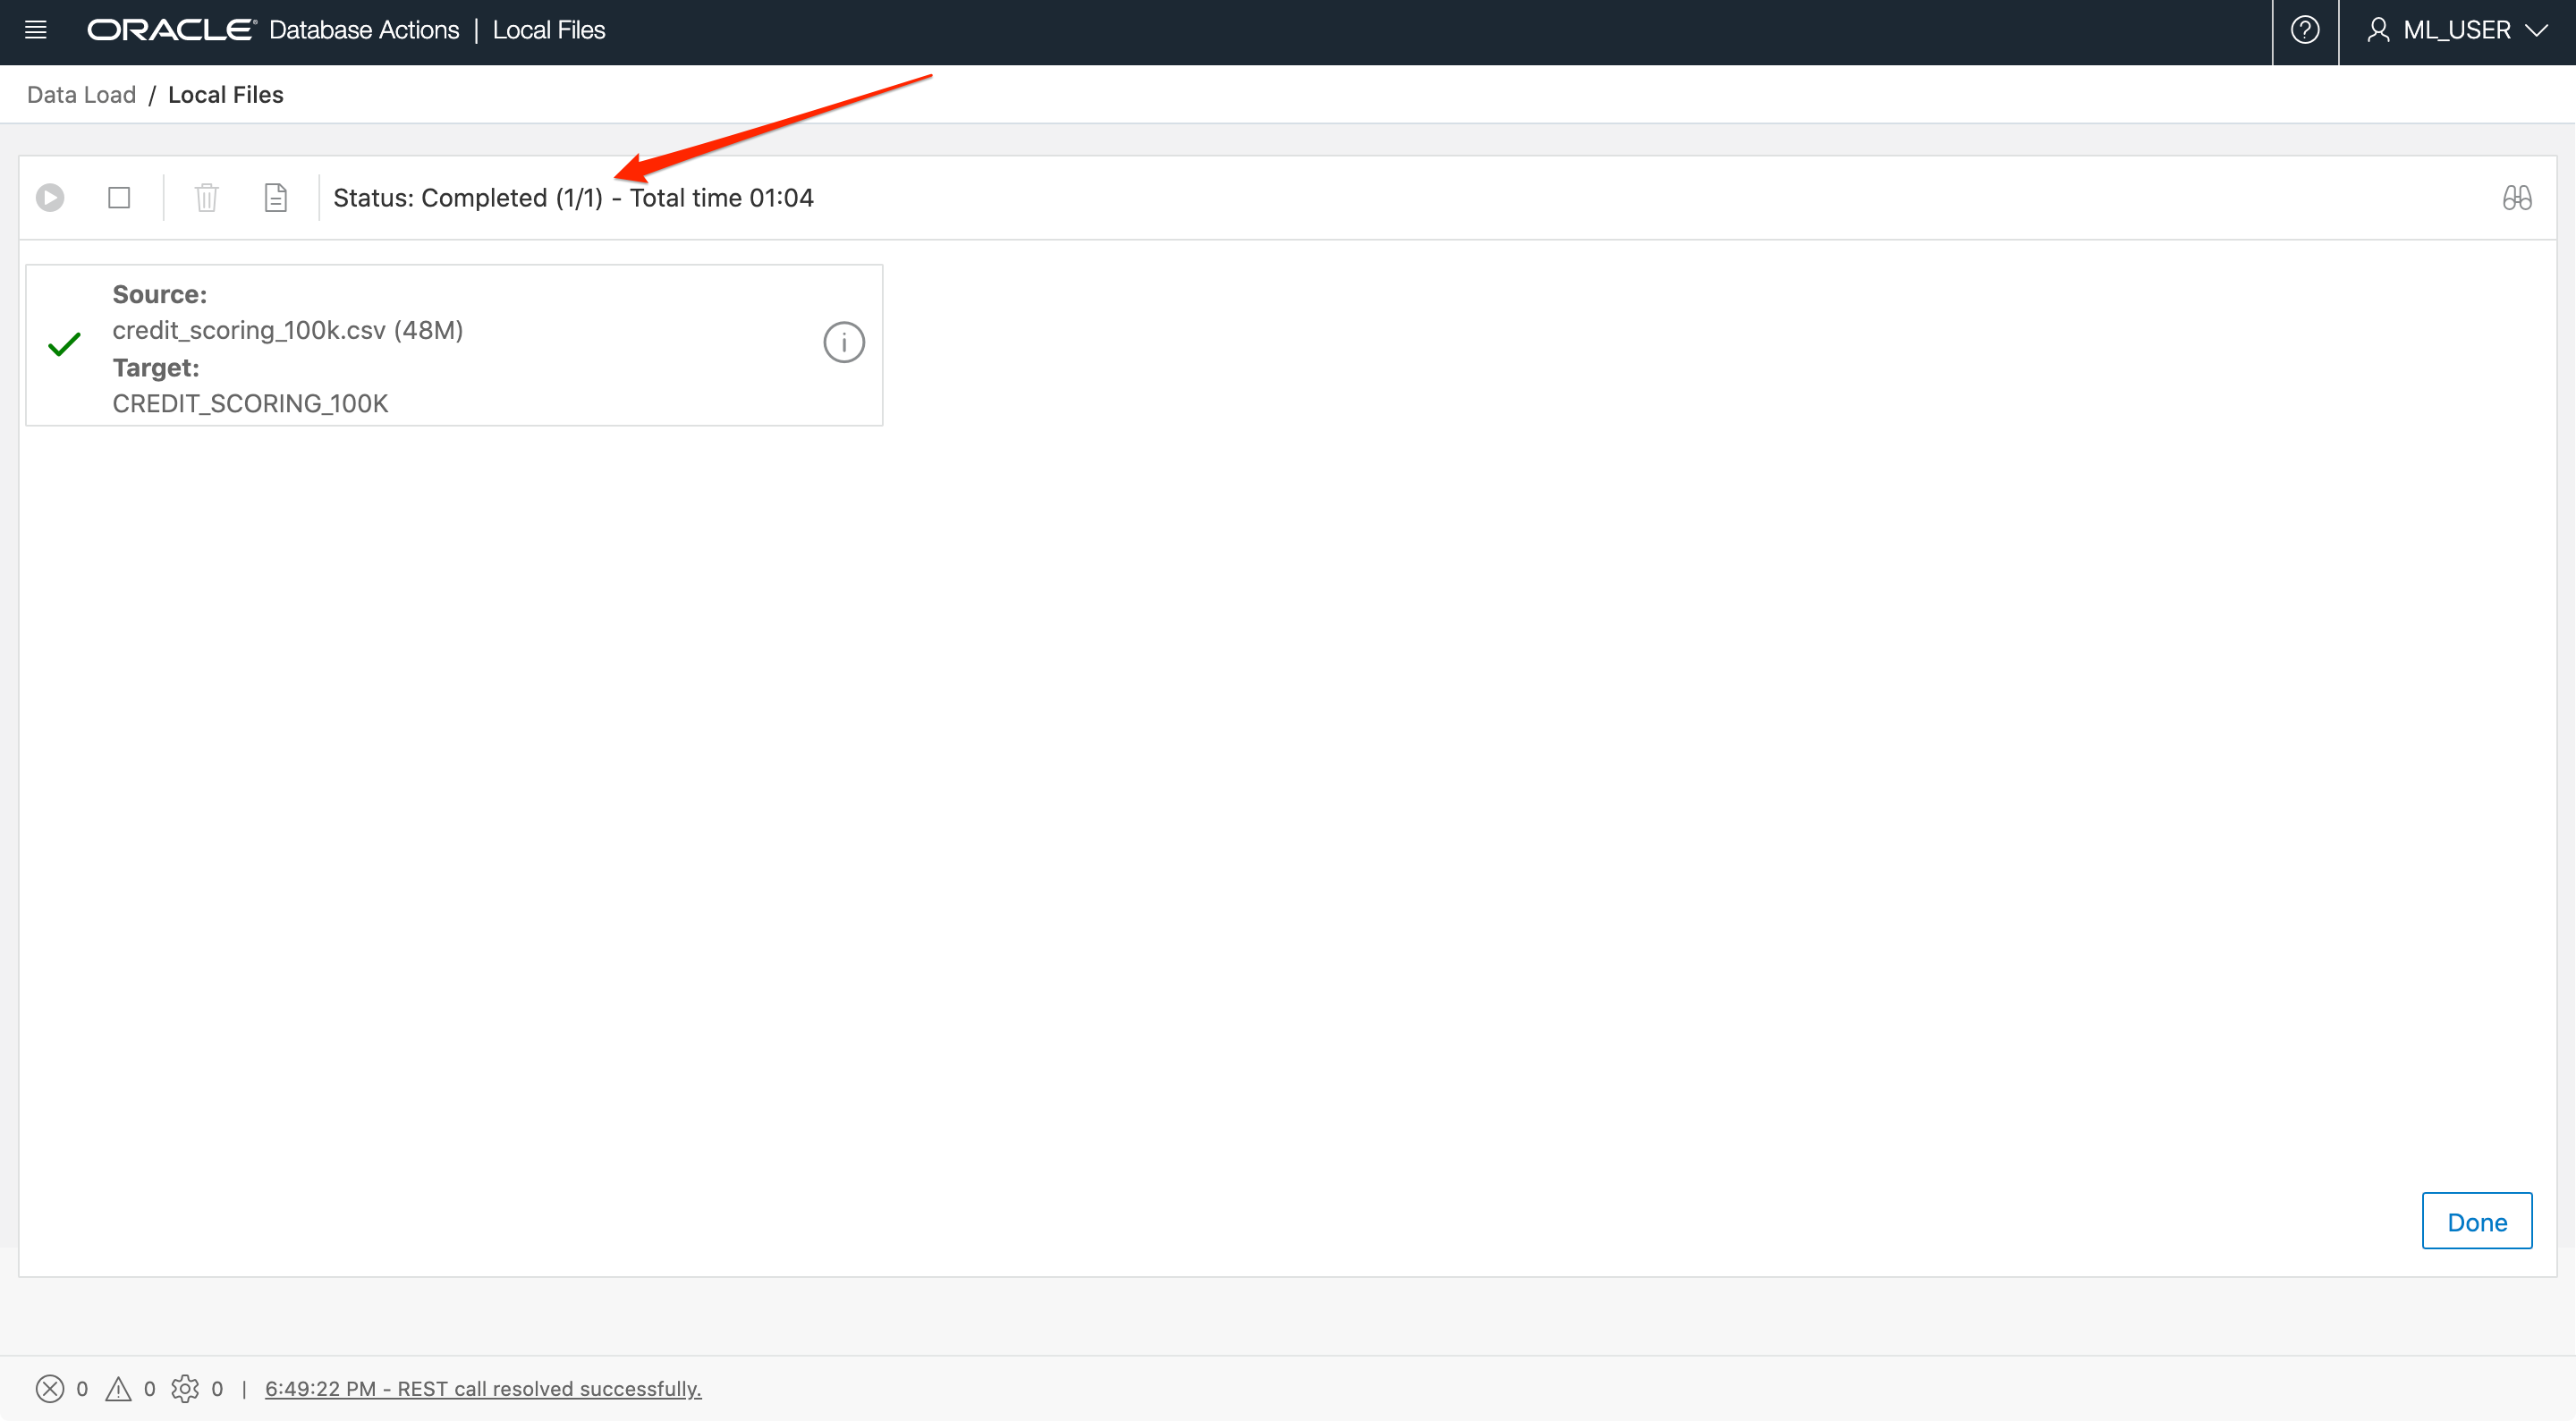 ORACLE Database Actions | Local Files
? ML_USER
Data Load / Local Files
Status: Completed (1/1) - Total time 01:04
Source:
credit_scoring_100k.csv (48M)
i
Target:
CREDIT_SCORING_100K
Done
0 0 0 | 6:49:22 PM - REST call resolved successfully.